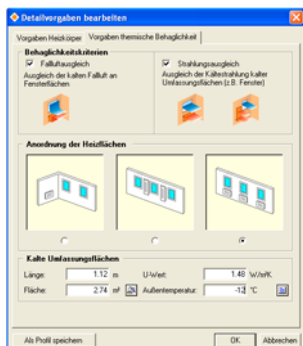 Detailvorgaben bearbeiten
Vorgaben Heizkörper Vorgaben thermische Behaglichkeit
Behaglichkeitskriterien
Falluftausgleich
Ausgleich der kalten Falluft an
Fensterflächen
Strahlungsausgleich
Ausgleich der Kältestrahlung kalter
Umfassungsflächen (z.B. Fenster)
Anordnung der Heizflächen
Kalte Umfassungsflächen
Länge: 1.12 m U-Wert: 1.48 W/m²K
Fläche: 2.74 m² Außentemperatur: -12 °C
Als Profil speichern OK Abbrechen